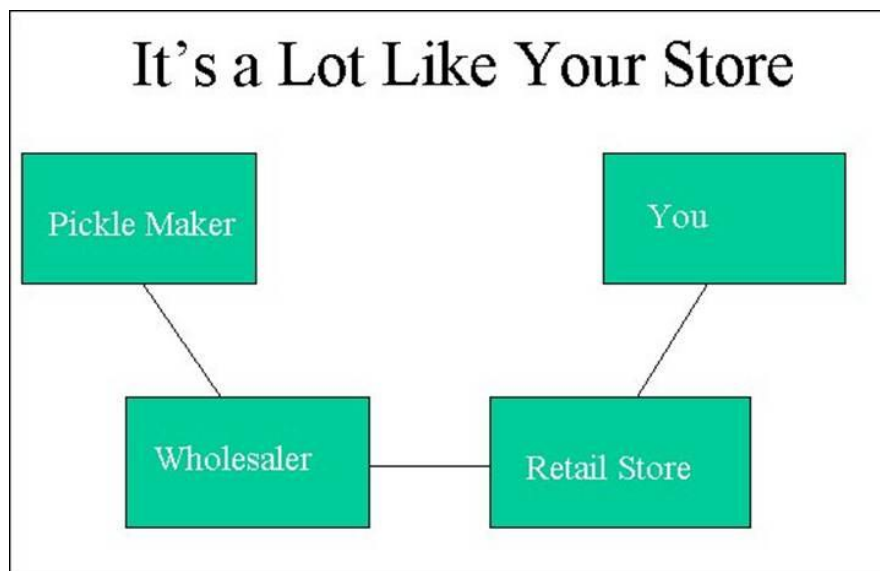 It’s a Lot Like Your Store
Pickle Maker
You
Wholesaler
Retail Store